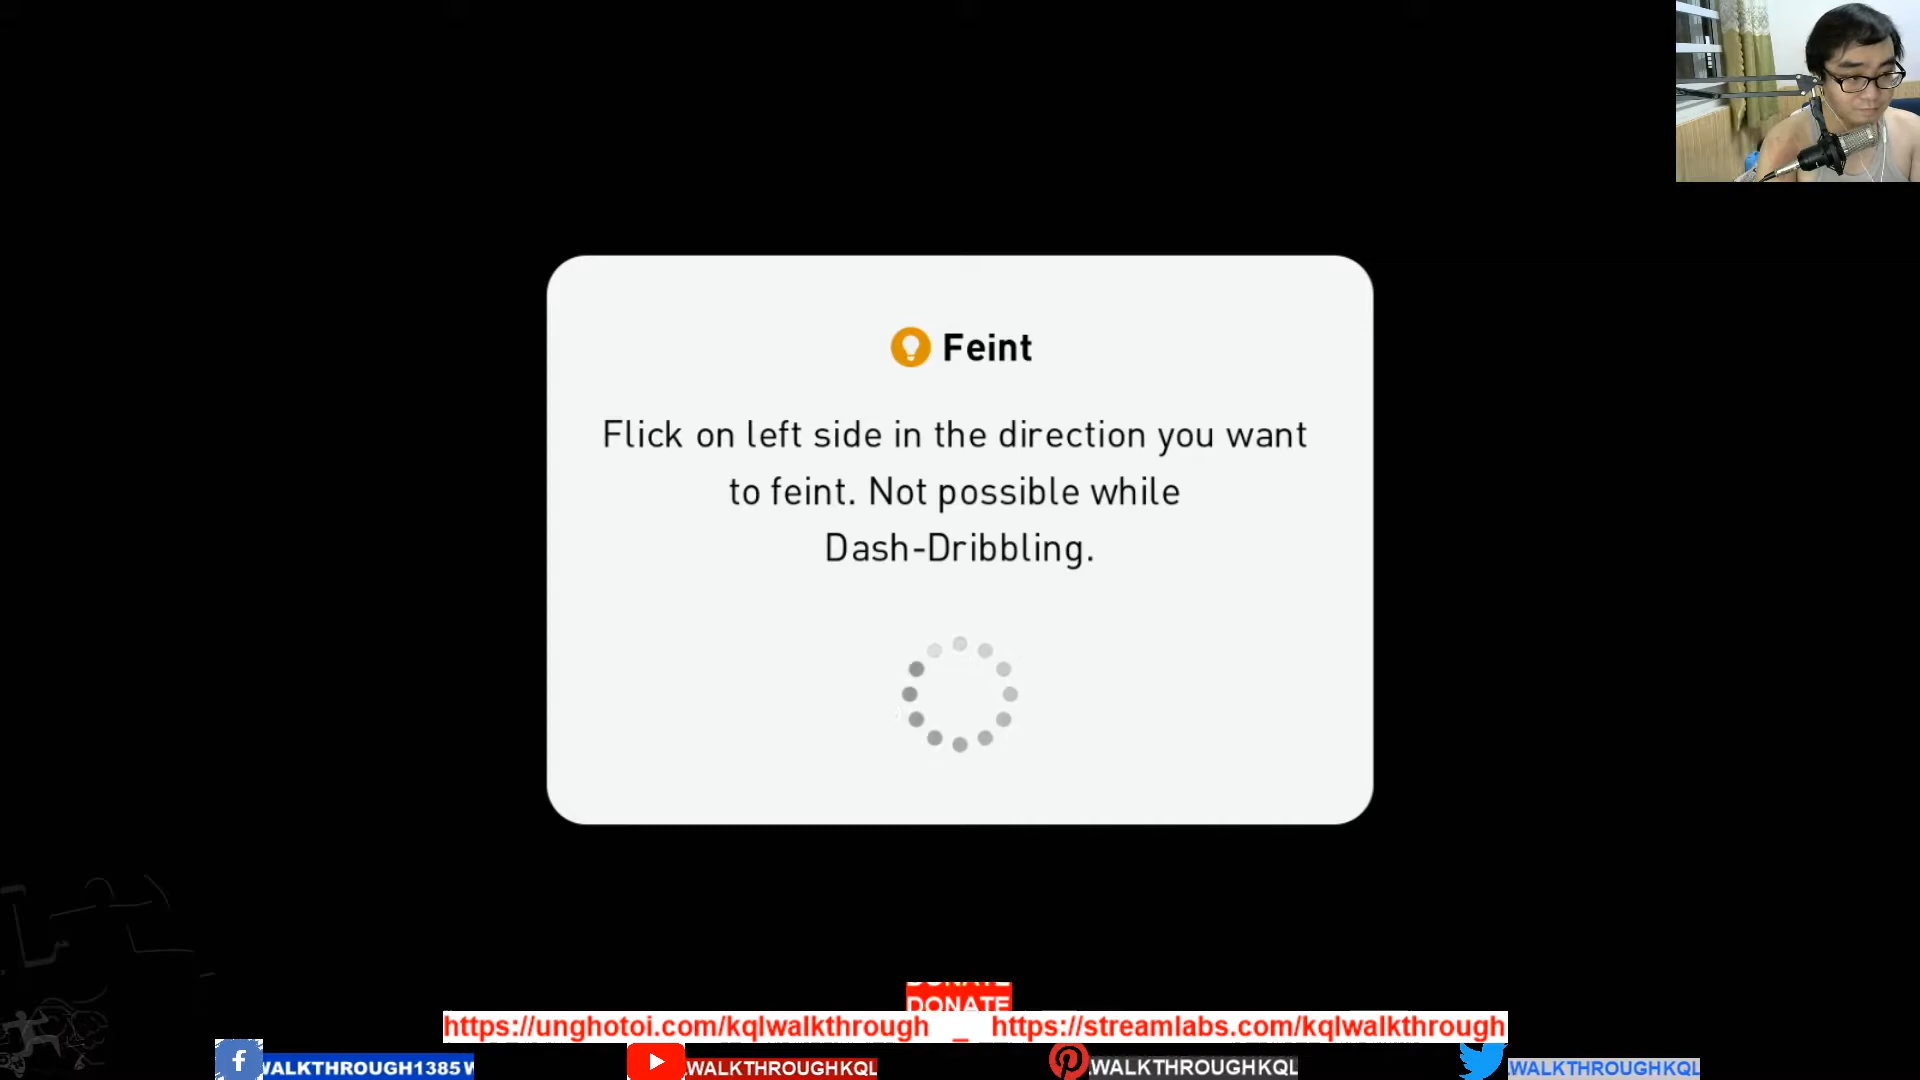 Feint
Flick on left side in the direction you want
to feint. Not possible while
Dash-Dribbling.
DONATE
https://unghotoi.com/kqlwalkthrough _ https://streamlabs.com/kqlwalkthrough
WALKTHROUGH1385W
WALKTHROUGHKQL
WALKTHROUGHKQL
WALKTHROUGHKQL